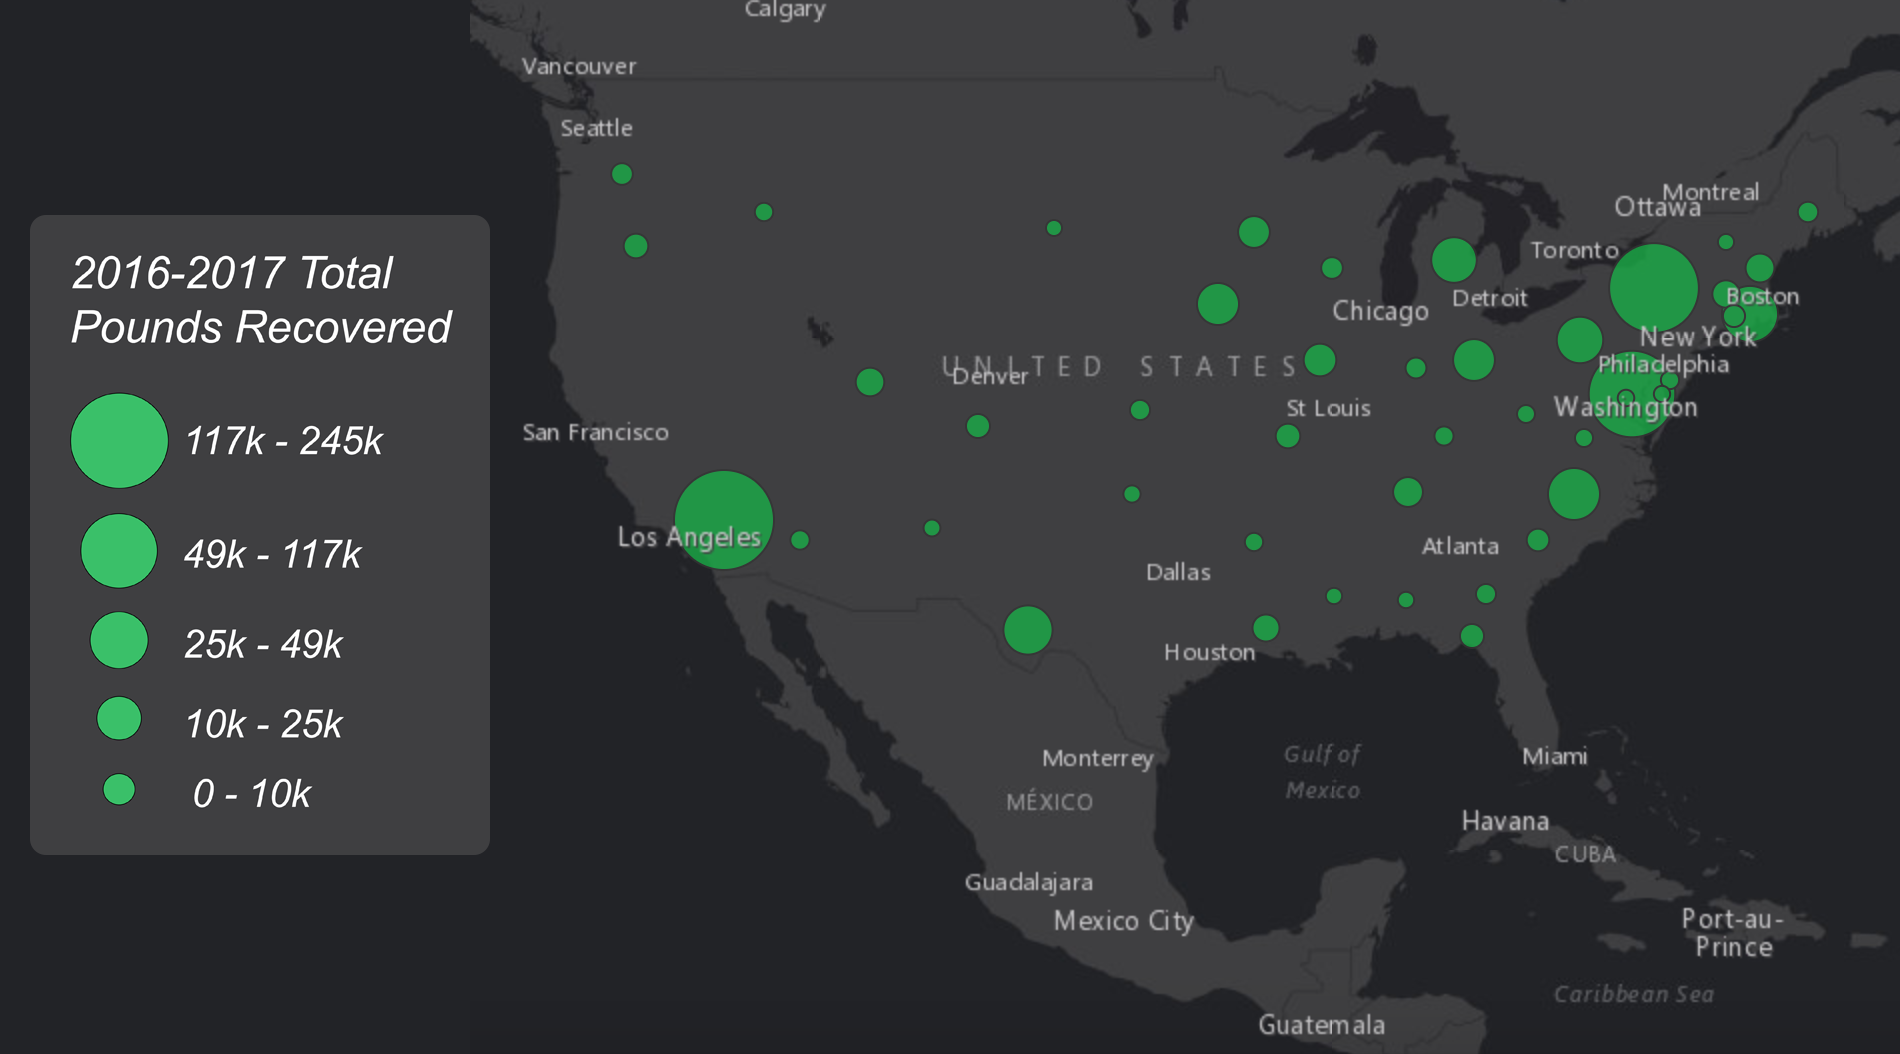 2016-2017 Total
Pounds Recovered
117k - 245k
49k - 117k
25k - 49k
10k - 25k
0 - 10k
Calgary
Vancouver
Seattle
Montreal
Ottawa
Toronto
Detroit
Boston
Chicago
New York
UNITED STATES
Denver
Philadelphia
St Louis
Washington
San Francisco
Los Angeles
Atlanta
Dallas
Houston
Monterrey
Gulf of
Mexico
Miami
MÉXICO
Havana
CUBA
Guadalajara
Mexico City
Port-au-
Prince
Caribbean Sea
Guatemala